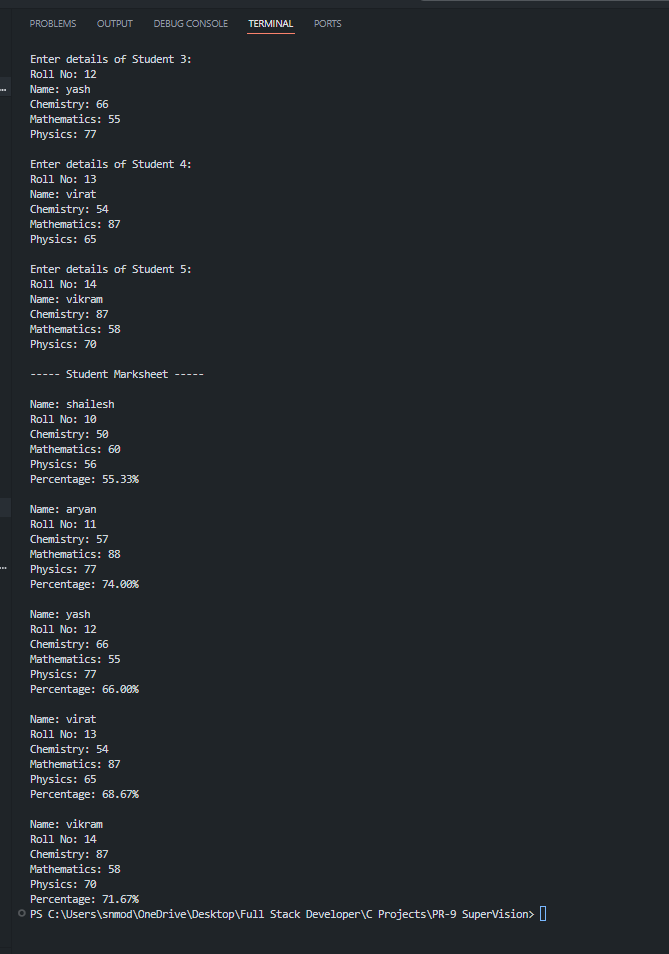 PROBLEMS OUTPUT DEBUG CONSOLE TERMINAL PORTS
Enter details of Student 3:
Roll No: 12
Name: yash
Chemistry: 66
Mathematics: 55
Physics: 77
Enter details of Student 4:
Roll No: 13
Name: virat
Chemistry: 54
Mathematics: 87
Physics: 65
Enter details of Student 5:
Roll No: 14
Name: vikram
Chemistry: 87
Mathematics: 58
Physics: 70
----- Student Marksheet -----
Name: shailesh
Roll No: 10
Chemistry: 50
Mathematics: 60
Physics: 56
Percentage: 55.33%
Name: aryan
Roll No: 11
Chemistry: 57
Mathematics: 88
Physics: 77
Percentage: 74.00%
Name: yash
Roll No: 12
Chemistry: 66
Mathematics: 55
Physics: 77
Percentage: 66.00%
Name: virat
Roll No: 13
Chemistry: 54
Mathematics: 87
Physics: 65
Percentage: 68.67%
Name: vikram
Roll No: 14
Chemistry: 87
Mathematics: 58
Physics: 70
Percentage: 71.67%
PS C:\Users\snmod\OneDrive\Desktop\Full Stack Developer\C Projects\PR-9 SuperVision>